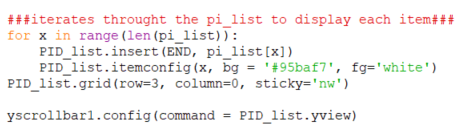 ###iterates throught the pi_list to display each item###
for x in range(len(pi_list)):
    PID_list.insert(END, pi_list[x])
    PID_list.itemconfig(x, bg = '#95baf7', fg='white')
PID_list.grid(row=3, column=0, sticky='nw')

yscrollbar1.config(command = PID_list.yview)